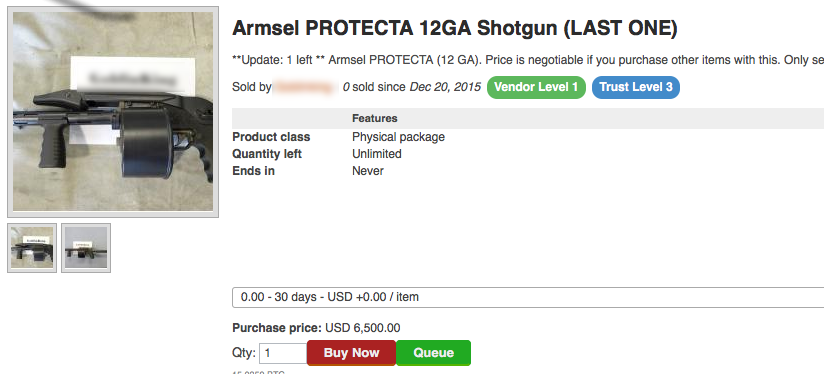 Armsel PROTECTA 12GA Shotgun (LAST ONE)
**Update: 1 left ** Armsel PROTECTA (12 GA). Price is negotiable if you purchase other items with this. Only se
Sold by - 0 sold since Dec 20, 2015 Vendor Level 1 Trust Level 3
Features
Product class Physical package
Quantity left Unlimited
Ends in Never
0.00 - 30 days - USD +0.00 / item
Purchase price: USD 6,500.00
Qty: 1 Buy Now Queue